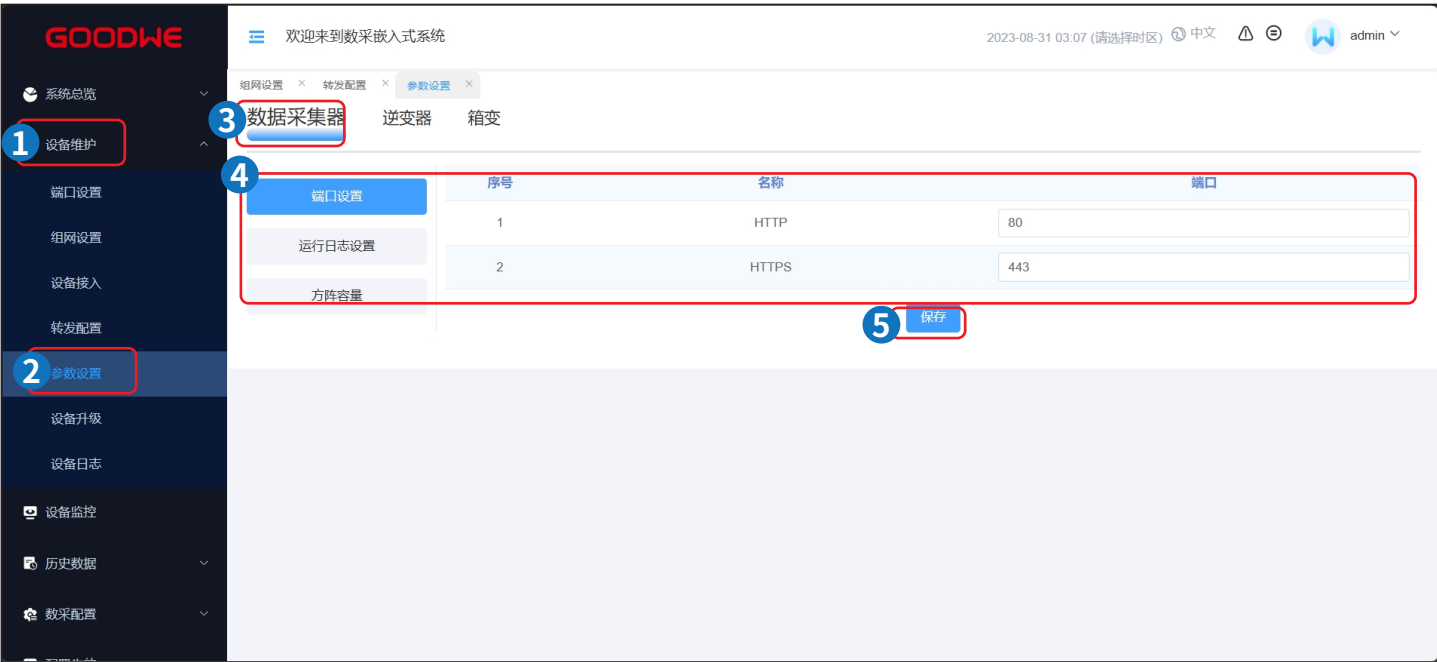 GOODWE
欢迎来到数采嵌入式系统
2023-08-31 03:07 (请选择时区) 中文 admin
系统总览
1 设备维护
端口设置
组网设置
设备接入
转发配置
2 参数设置
设备升级
设备日志
设备监控
历史数据
数采配置
组网设置 × 转发配置 × 参数设置 ×
3 数据采集器 逆变器 箱变
4
端口设置
运行日志设置
方阵容量
序号 名称 端口
1 HTTP 80
2 HTTPS 443
5 保存